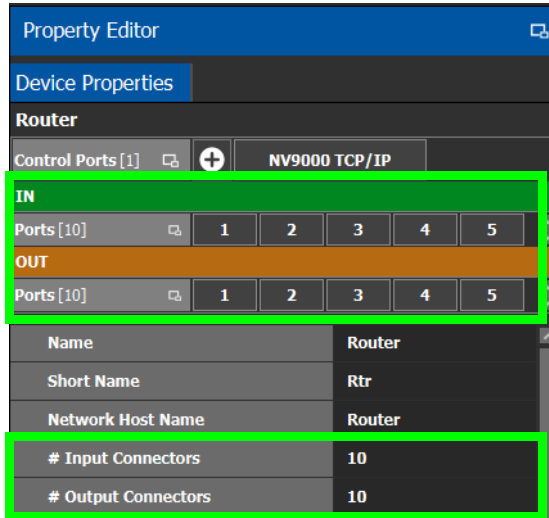 Property Editor
Device Properties
Router
Control Ports [1] NV9000 TCP/IP
IN
Ports [10] 1 2 3 4 5
OUT
Ports [10] 1 2 3 4 5
Name Router
Short Name Rtr
Network Host Name Router
# Input Connectors 10
# Output Connectors 10